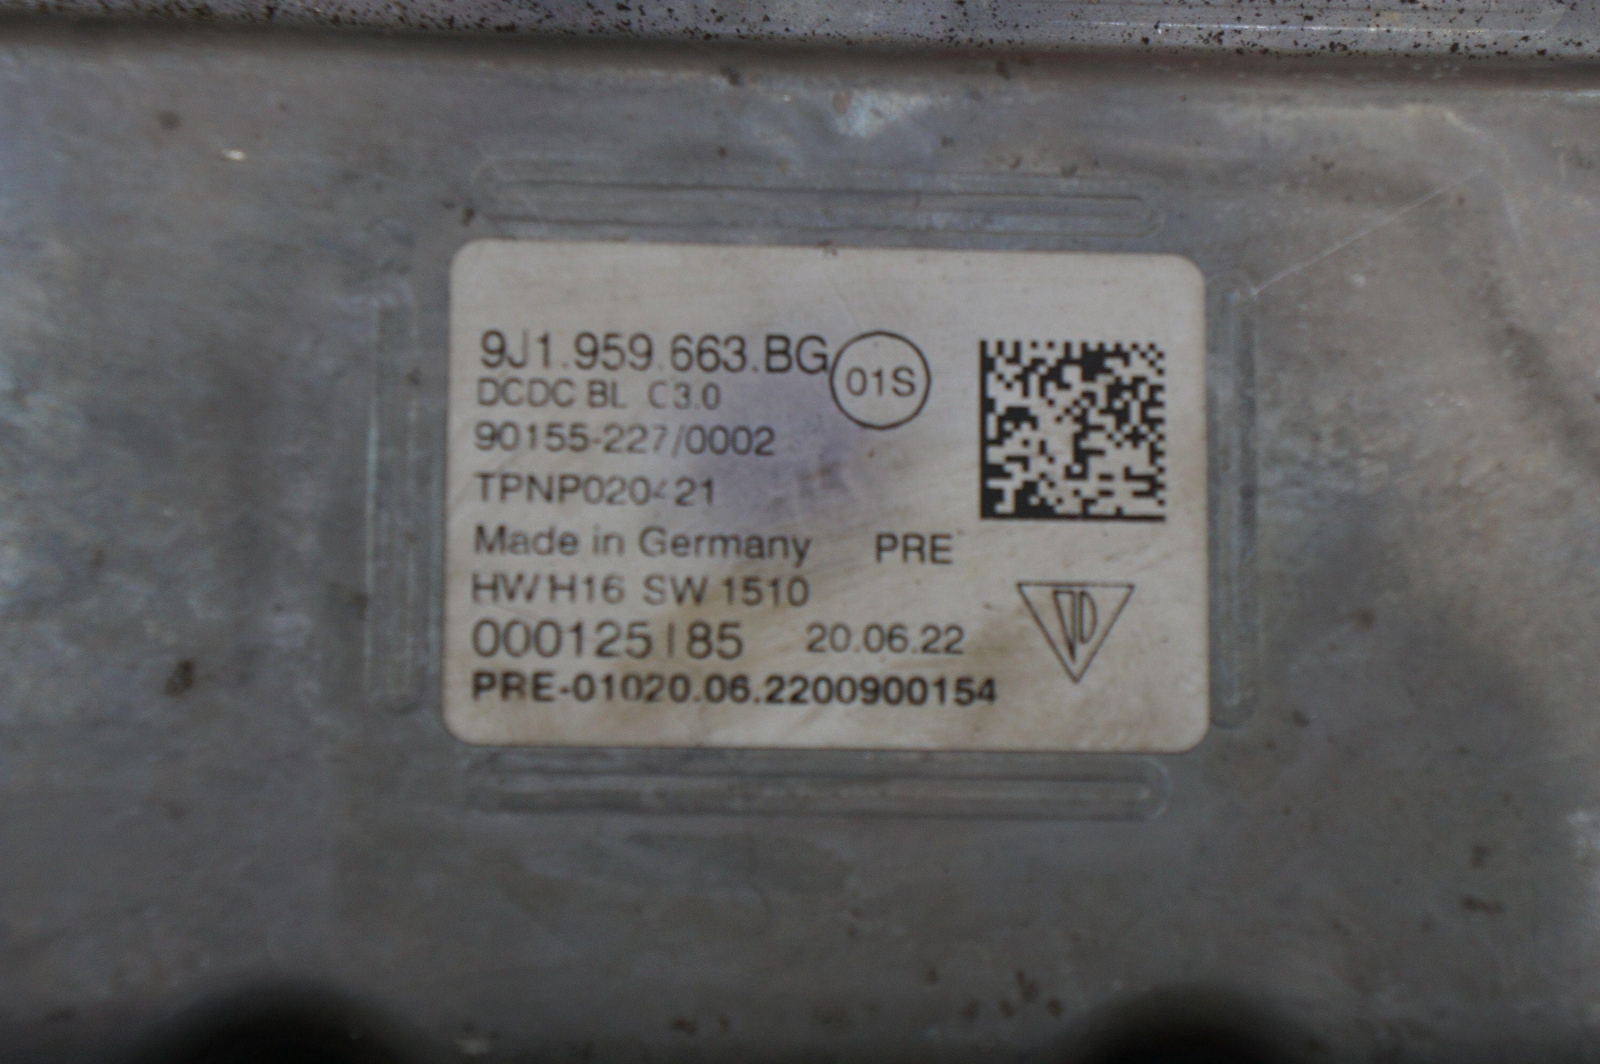 9J1.959.663.BG 01S
DCDC BL C3.0
90155-227/0002
TPNP020421
Made in Germany PRE
HW H16 SW 1510
000125185 20.06.22
PRE-01020.06.2200900154